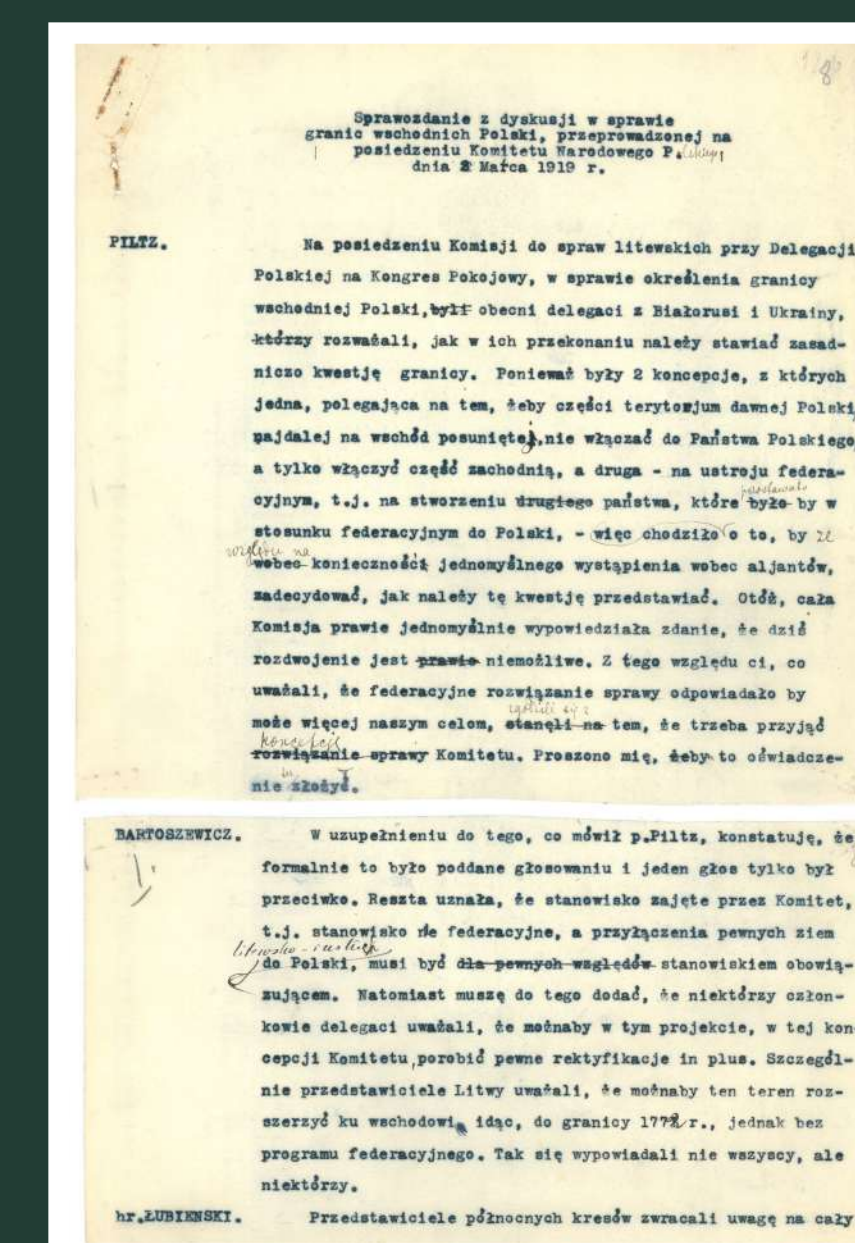 8
Sprawozdanie z dyskusji w sprawie
granic wschodnich Polski, przeprowadzonej na
posiedzeniu Komitetu Narodowego P.
dnia 2 Marca 1919 r.
PILTZ. Na posiedzeniu Komisji do spraw litewskich przy Delegacji
Polskiej na Kongres Pokojowy, w sprawie określenia granicy
wschodniej Polski, byli obecni delegaci z Białorusi i Ukrainy,
którzy rozważali, jak w ich przekonaniu należy stawiać zasad-
niczo kwestję granicy. Ponieważ były 2 koncepcje, z których
jedna, polegająca na tem, żeby części terytorjum dawnej Polski,
najdalej na wschód posuniętej, nie włączać do Państwa Polskiego,
a tylko włączyć część zachodnią, a druga - na ustroju federa-
cyjnym, t.j. na stworzeniu drugiego państwa, które było by w
pozostawało
stosunku federacyjnym do Polski, - więc chodziło o to, by ze
względu na
wobec konieczności jednomyślnego wystąpienia wobec aljantów,
zadecydować, jak należy tę kwestję przedstawiać. Otóż, cała
Komisja prawie jednomyślnie wypowiedziała zdanie, że dziś
rozdwojenie jest prawie niemożliwe. Z tego względu ci, co
uważali, że federacyjne rozwiązanie sprawy odpowiadało by
zgodzili się z
może więcej naszym celom, stanęli na tem, że trzeba przyjąć
koncepcję
rozwiązanie sprawy Komitetu. Proszono mię, żeby to oświadcze-
by
nie złożyć.
BARTOSZEWICZ. W uzupełnieniu do tego, co mówił p.Piltz, konstatuję, że
formalnie to było poddane głosowaniu i jeden głos tylko był
przeciwko. Reszta uznała, że stanowisko zajęte przez Komitet,
t.j. stanowisko nie federacyjne, a przyłączenia pewnych ziem
litewsko-ruskich
do Polski, musi być dla pewnych względów stanowiskiem obowią-
zującem. Natomiast muszę do tego dodać, że niektórzy człon-
kowie delegaci uważali, że możnaby w tym projekcie, w tej kon-
cepcji Komitetu, porobić pewne rektyfikacje in plus. Szczegól-
nie przedstawiciele Litwy uważali, że możnaby ten teren roz-
szerzyć ku wschodowi, idąc, do granicy 1772 r., jednak bez
programu federacyjnego. Tak się wypowiadali nie wszyscy, ale
niektórzy.
hr.ŁUBIENSKI. Przedstawiciele północnych kresów zwracali uwagę na cały